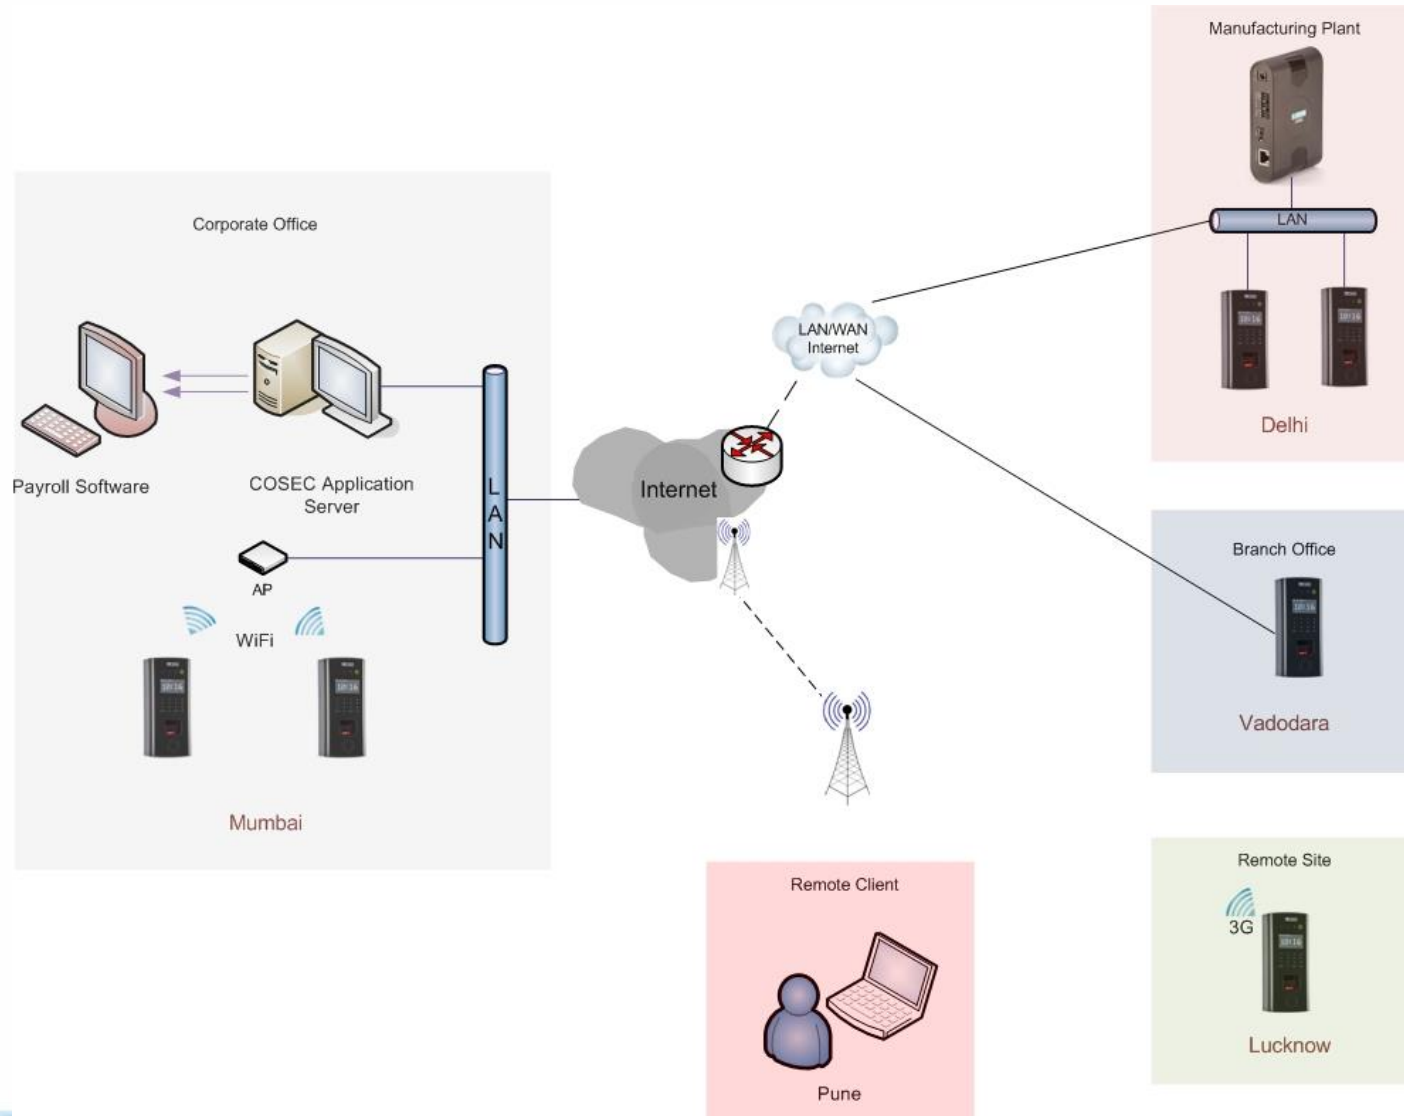 Manufacturing Plant
LAN
Delhi
Corporate Office
Payroll Software
COSEC Application
Server
L
A
N
AP
WiFi
Mumbai
LAN/WAN
Internet
Internet
Branch Office
Vadodara
Remote Client
Pune
Remote Site
3G
Lucknow